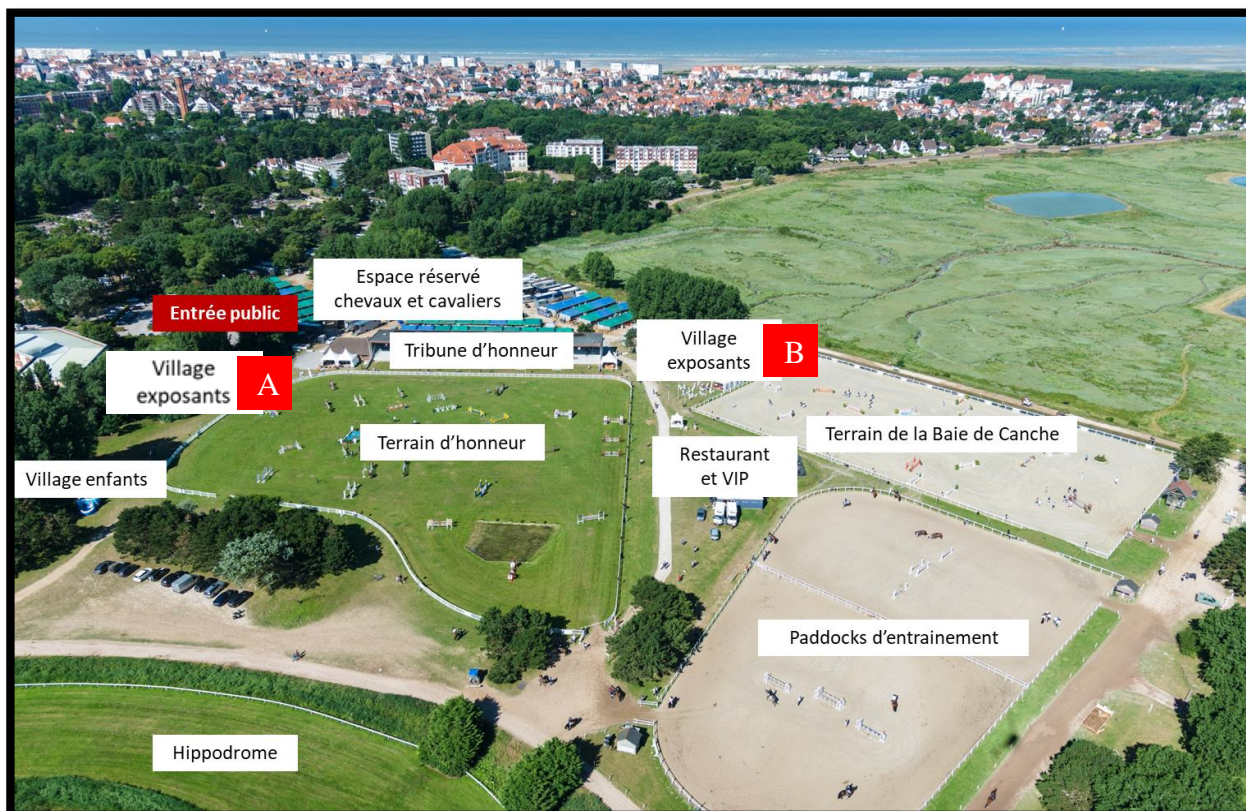 Espace réservé
chevaux et cavaliers
Entrée public
Tribune d'honneur
Village
exposants
A
Village
exposants
B
Terrain d'honneur
Terrain de la Baie de Canche
Restaurant
et VIP
Village enfants
Paddocks d'entrainement
Hippodrome